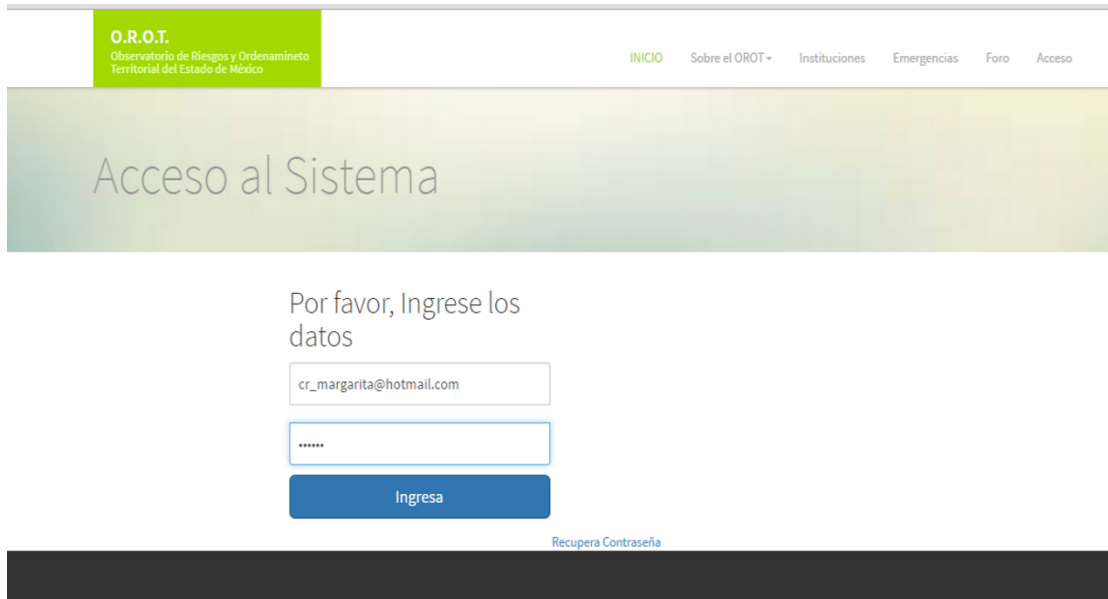 O.R.O.T.
Observatorio de Riesgos y Ordenamineto
Territorial del Estado de México
INICIO Sobre el OROT Instituciones Emergencias Foro Acceso
Acceso al Sistema
Por favor, Ingrese los
datos
cr_margarita@hotmail.com
••••••
Ingresa
Recupera Contraseña